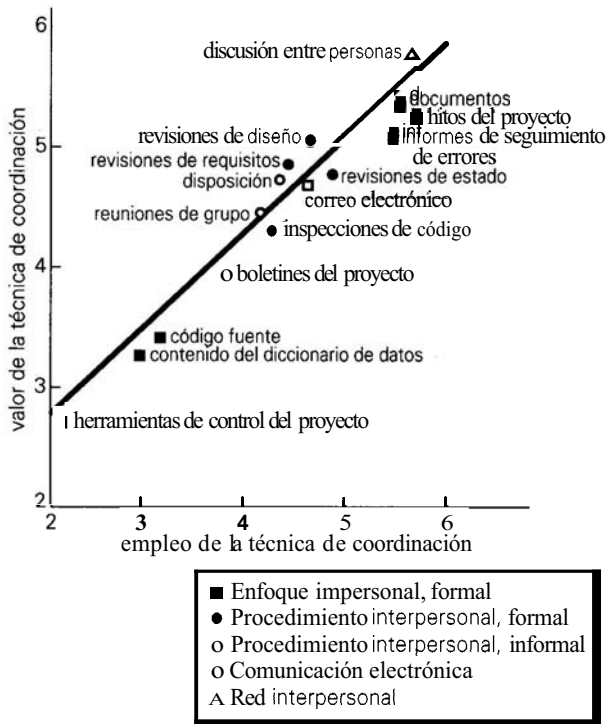 6
discusión entre personas
documentos
hitos del proyecto
informes de seguimiento
de errores
revisiones de diseño
5
revisiones de requisitos
disposición
revisiones de estado
correo electrónico
reuniones de grupo
inspecciones de código
4
o boletines del proyecto
código fuente
contenido del diccionario de datos
3
herramientas de control del proyecto
2
2 3 4 5 6
valor de la técnica de coordinación
empleo de la técnica de coordinación
■ Enfoque impersonal, formal
● Procedimiento interpersonal, formal
o Procedimiento interpersonal, informal
o Comunicación electrónica
△ Red interpersonal